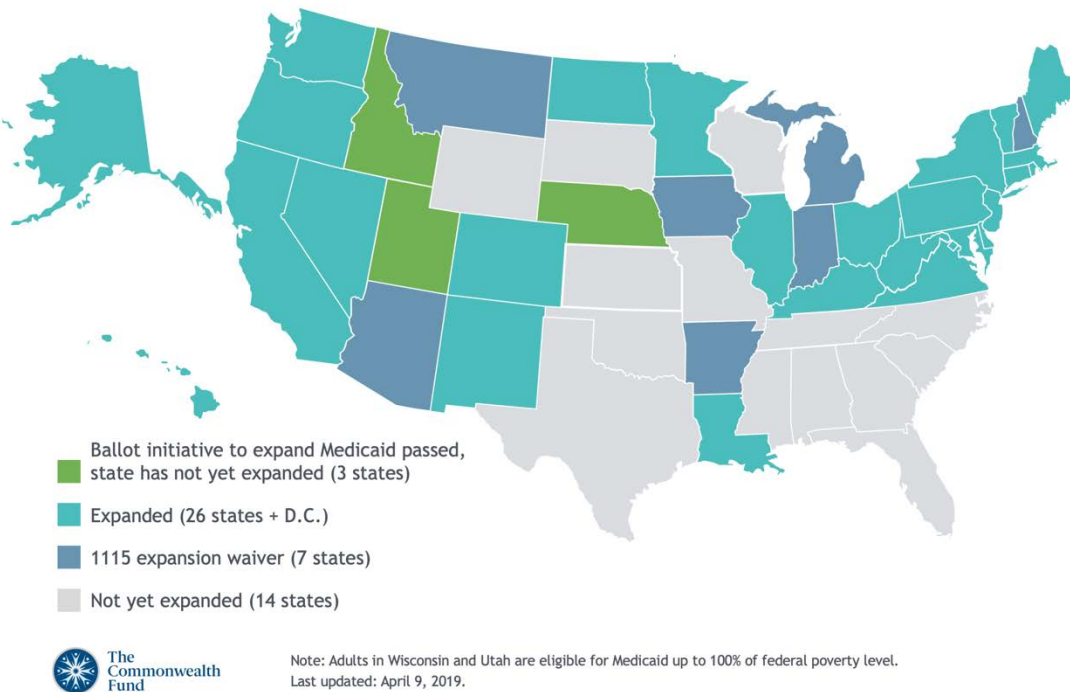 Ballot initiative to expand Medicaid passed,
state has not yet expanded (3 states)
Expanded (26 states + D.C.)
1115 expansion waiver (7 states)
Not yet expanded (14 states)
The
Commonwealth
Fund
Note: Adults in Wisconsin and Utah are eligible for Medicaid up to 100% of federal poverty level.
Last updated: April 9, 2019.